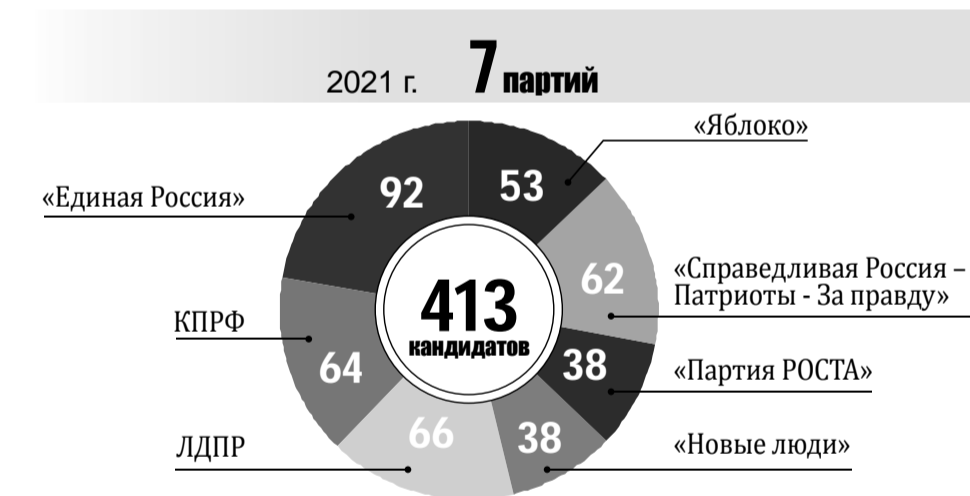 2021 г. 7 партий
«Яблоко»
«Единая Россия»
92
53
«Справедливая Россия –
Патриоты - За правду»
62
413
кандидатов
КПРФ
64
38
«Партия РОСТА»
66
38
ЛДПР
«Новые люди»